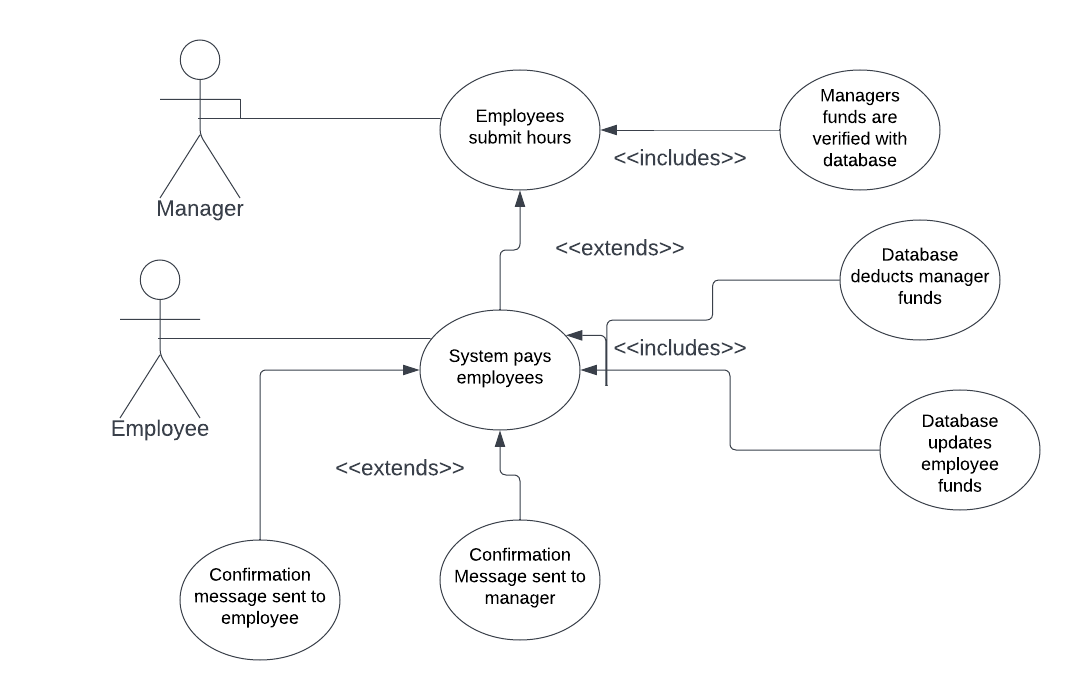 Manager
Employees
submit hours
<<includes>>
Managers
funds are
verified with
database
<<extends>>
Database
deducts manager
funds
Employee
System pays
employees
<<includes>>
Database
updates
employee
funds
<<extends>>
Confirmation
message sent to
employee
Confirmation
Message sent to
manager